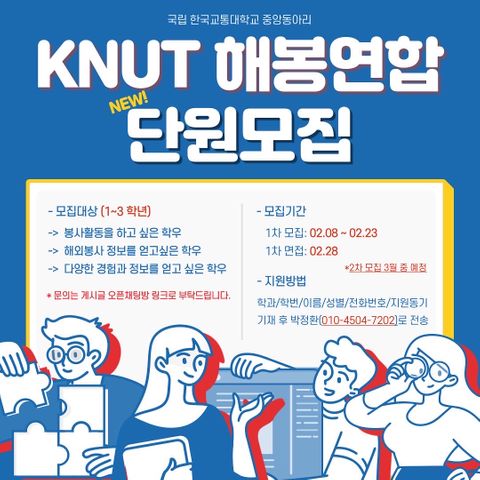 국립 한국교통대학교 중앙동아리
KNUT 해봉연합
NEW!
단원모집
- 모집대상 (1~3 학년)
-> 봉사활동을 하고 싶은 학우
-> 해외봉사 정보를 얻고싶은 학우
-> 다양한 경험과 정보를 얻고 싶은 학우
* 문의는 게시글 오픈채팅방 링크로 부탁드립니다.
- 모집기간
1차 모집: 02.08 ~ 02.23
1차 면접: 02.28
*2차 모집 3월 중 예정
- 지원방법
학과/학번/이름/성별/전화번호/지원동기
기재 후 박정환(010-4504-7202)로 전송